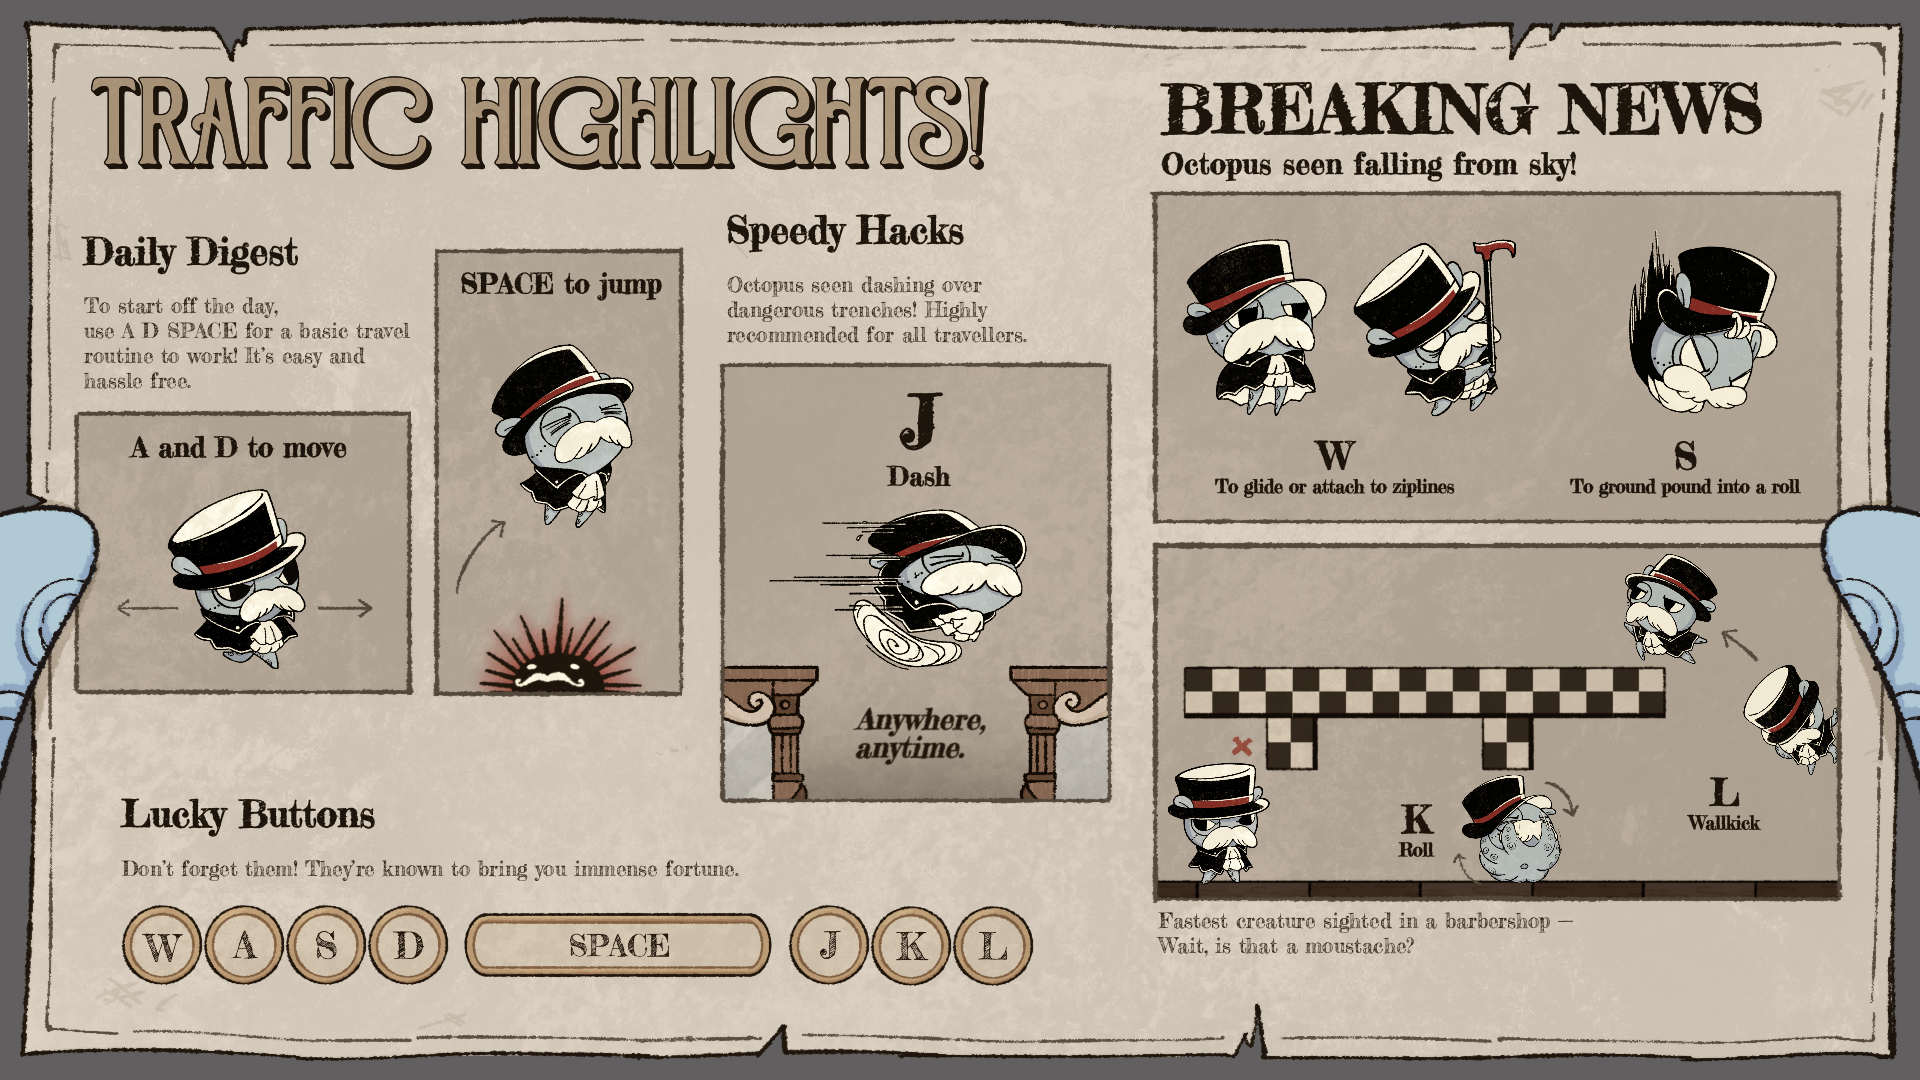 TRAFFIC HIGHLIGHTS!
Daily Digest
To start off the day,
use A D SPACE for a basic travel
routine to work! It's easy and
hassle free.
A and D to move
SPACE to jump
Speedy Hacks
Octopus seen dashing over
dangerous trenches! Highly
recommended for all travellers.
J
Dash
Anywhere,
anytime.
Lucky Buttons
Don't forget them! They're known to bring you immense fortune.
W A S D SPACE J K L
BREAKING NEWS
Octopus seen falling from sky!
W
To glide or attach to ziplines
S
To ground pound into a roll
K
Roll
L
Wallkick
Fastest creature sighted in a barbershop —
Wait, is that a moustache?